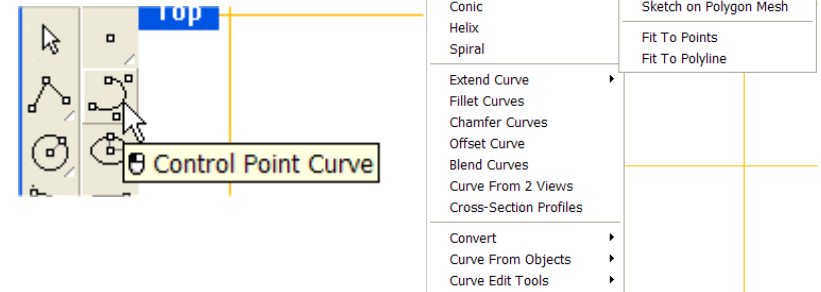 Top
Control Point Curve
Conic
Helix
Spiral
Extend Curve
Fillet Curves
Chamfer Curves
Offset Curve
Blend Curves
Curve From 2 Views
Cross-Section Profiles
Convert
Curve From Objects
Curve Edit Tools
Sketch on Polygon Mesh
Fit To Points
Fit To Polyline